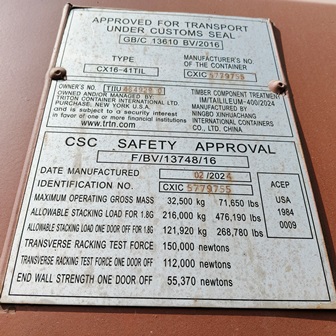 APPROVED FOR TRANSPORT
UNDER CUSTOMS SEAL
GB/C 13610 BV/2016
TYPE
CX16-41TIL
MANUFACTURER'S NO.
OF THE CONTAINER
CXIC 5779755
OWNER'S NO. TIIU
OWNED AND/OR MANAGED BY:
TRITON CONTAINER INTERNATIONAL LTD.
PURCHASE, NEW YORK U.S.A.
and is subject to a security interest
in favor of one or more financial institutions
www.trtn.com
TIMBER COMPONENT TREATMENT
IM/TAILILEUM-400/2024
MANUFACTURED BY
NINGBO XINHUACHANG
INTERNATIONAL CONTAINERS
CO., LTD. CHINA.
CSC SAFETY APPROVAL
F/BV/13748/16
DATE MANUFACTURED 02/2024
IDENTIFICATION NO. CXIC 5779755
MAXIMUM OPERATING GROSS MASS 32,500 kg 71,650 lbs
ALLOWABLE STACKING LOAD FOR 1.8G 216,000 kg 476,190 lbs
ALLOWABLE STACKING LOAD ONE DOOR OFF FOR 1.8G 121,920 kg 268,780 lbs
TRANSVERSE RACKING TEST FORCE 150,000 newtons
TRANSVERSE RACKING TEST FORCE ONE DOOR OFF 112,000 newtons
END WALL STRENGTH ONE DOOR OFF 55,370 newtons
ACEP
USA
1984
0009